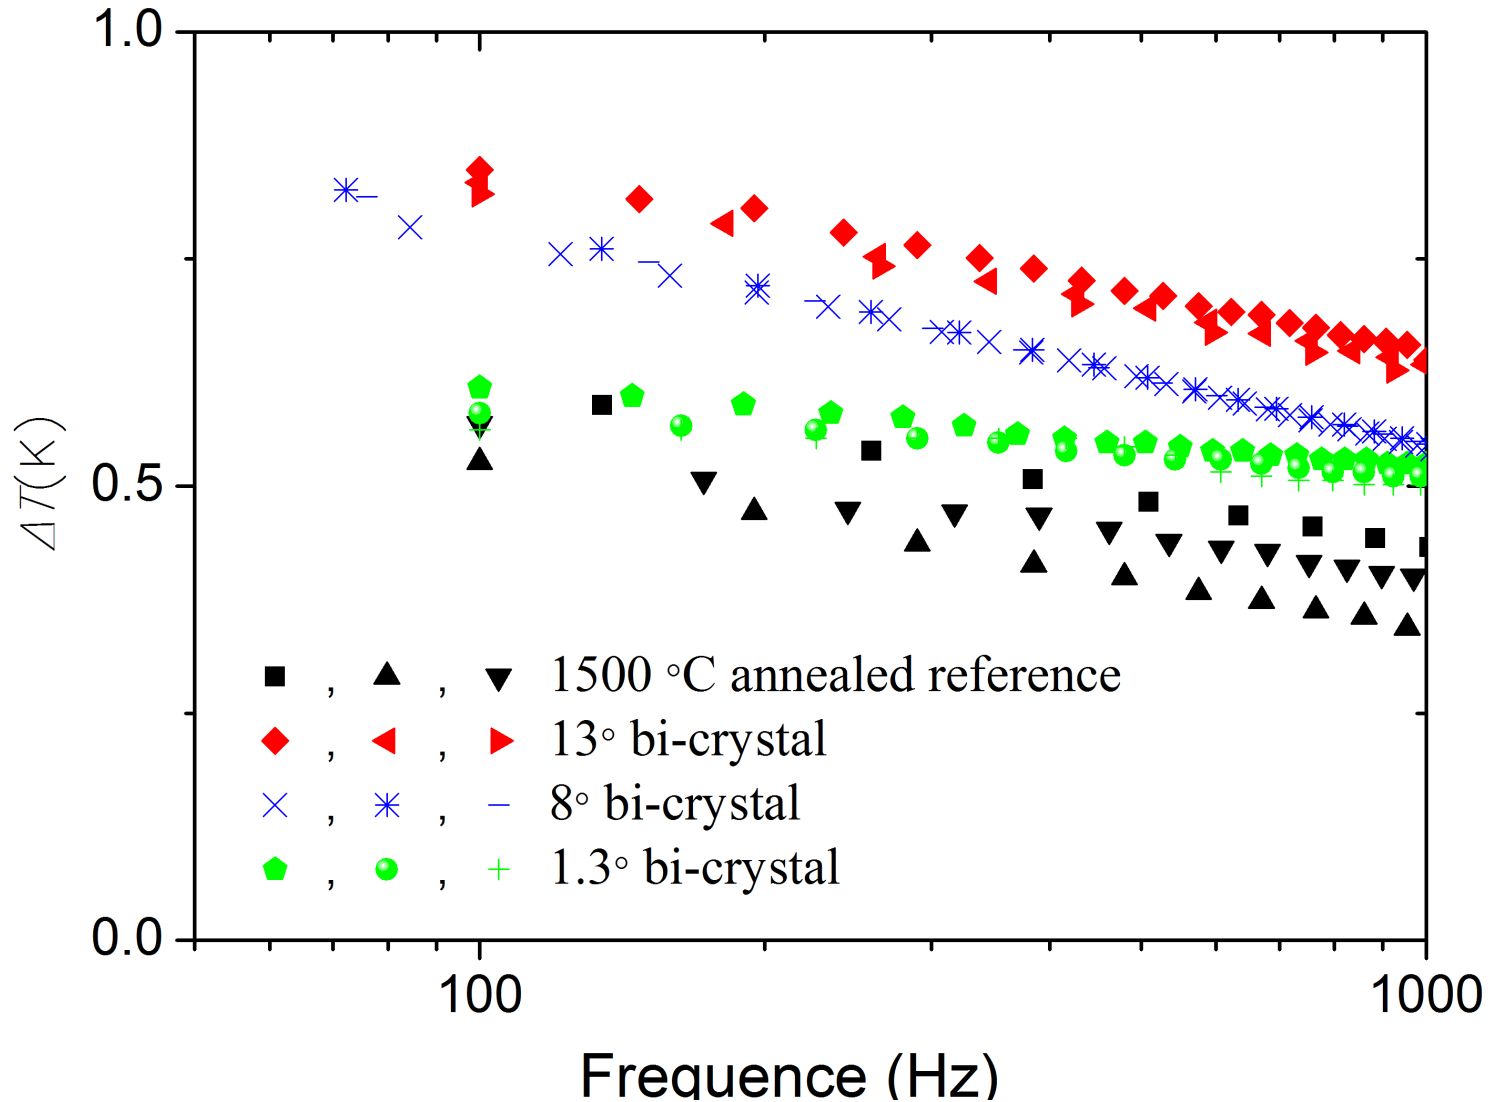 1.0
0.5
0.0
ΔT(K)
, , 1500 °C annealed reference
, , 13° bi-crystal
, , 8° bi-crystal
, , 1.3° bi-crystal
100 1000
Frequence (Hz)